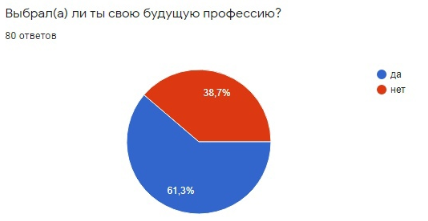 Выбрал(а) ли ты свою будущую профессию?
80 ответов
да
нет
38,7%
61,3%